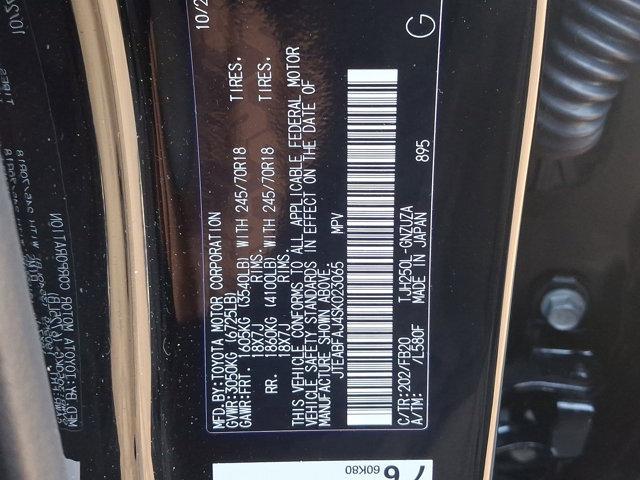 MFD.BY:TOYOTA MOTOR CORPORATION 10/2
GVWR:3050KG (6725LB)
GAWR:FRT. 1605KG (3540LB) WITH 245/70R18 TIRES.
18X7J RIMS.
RR. 1860KG (4100LB) WITH 245/70R18 TIRES.
18X7J RIMS.
THIS VEHICLE CONFORMS TO ALL APPLICABLE FEDERAL MOTOR
VEHICLE SAFETY STANDARDS IN EFFECT ON THE DATE OF
MANUFACTURE SHOWN ABOVE.
JTEABFAJ4SK023065 MPV
C/TR:202/FB20 TJH250L-GNZUZA 895
A/TM: /L580F MADE IN JAPAN
G
60K80